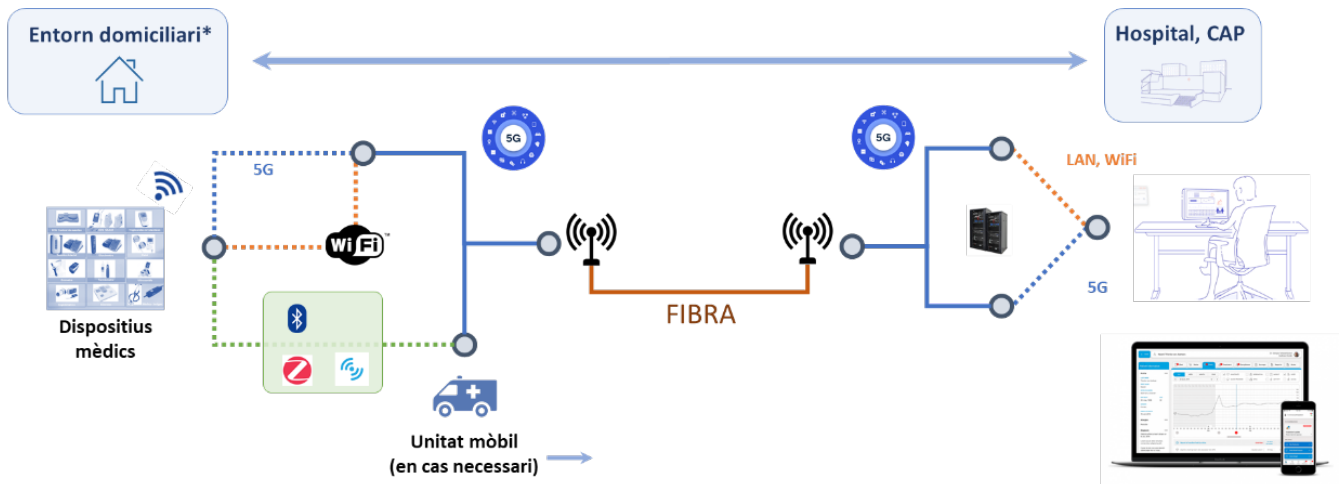 Entorn domiciliari*
Hospital, CAP
5G
5G
5G
LAN, WiFi
WiFi
FIBRA
5G
Dispositius
mèdics
Unitat mòbil
(en cas necessari)